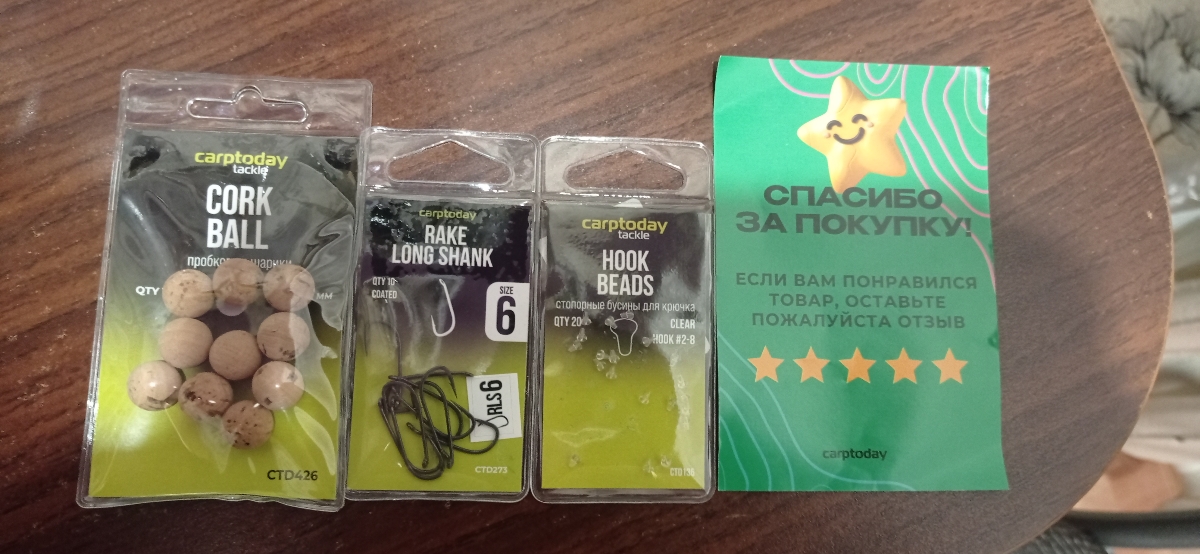 carptoday
tackle
CORK
BALL
QTY
мм
CTD426
carptoday
RAKE
LONG SHANK
QTY 10
COATED
SIZE
6
RLS6
CTD273
carptoday
tackle
HOOK
BEADS
стопорные бусины для крючка
QTY 20
CLEAR
HOOK #2-8
СПАСИБО
ЗА ПОКУПКУ!
ЕСЛИ ВАМ ПОНРАВИЛСЯ
ТОВАР, ОСТАВЬТЕ
ПОЖАЛУЙСТА ОТЗЫВ
carptoday